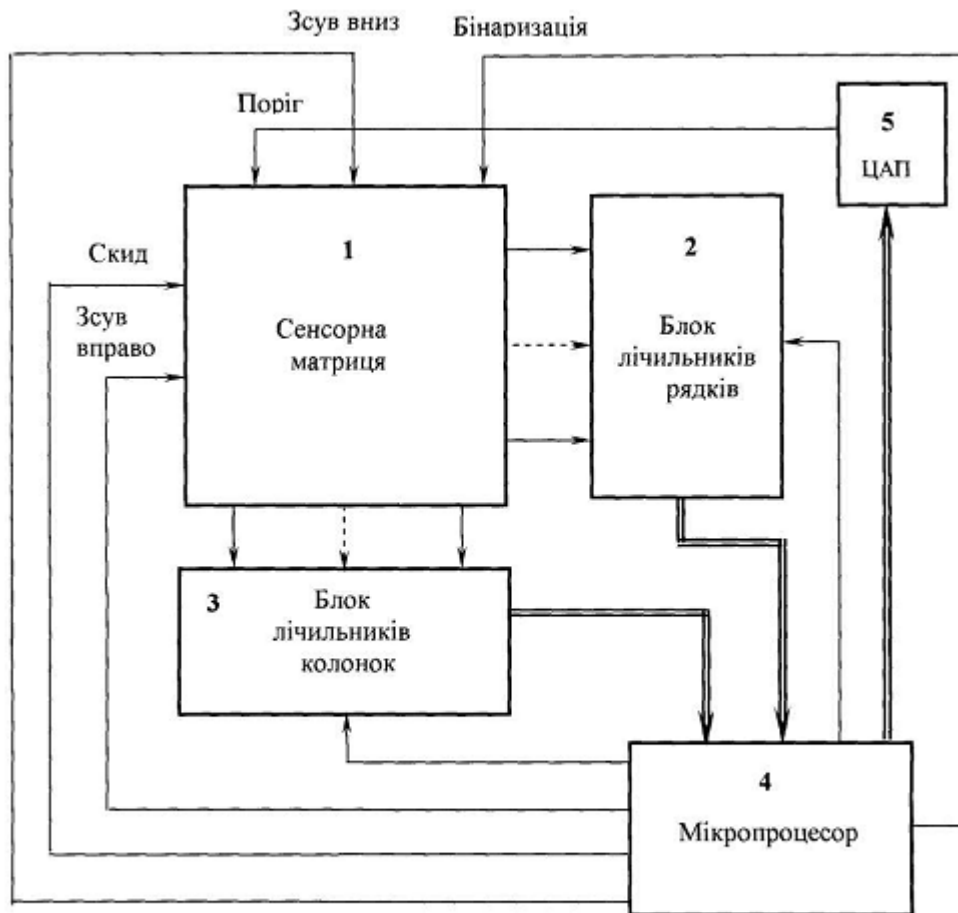 Зсув вниз Бінаризація
Поріг
5
ЦАП
Скид
1
2
Зсув
вправо
Сенсорна
матриця
Блок
лічильників
рядків
3
Блок
лічильників
колонок
4
Мікропроцесор